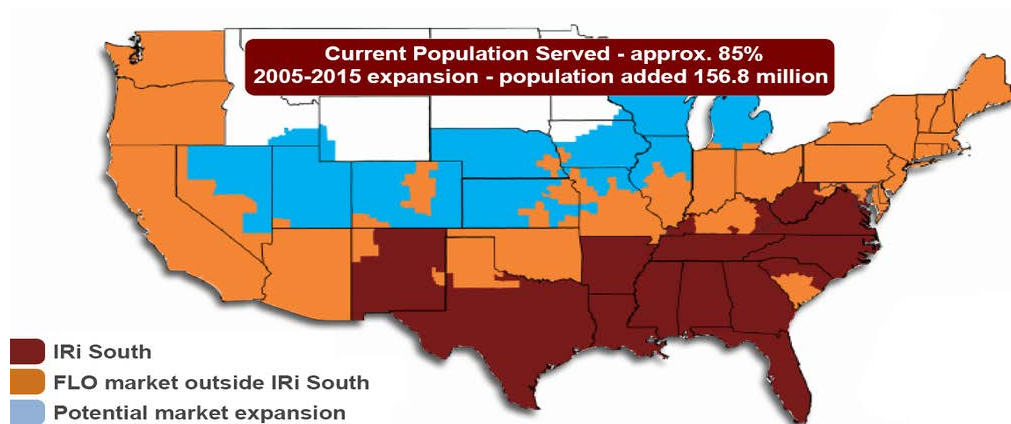 Current Population Served - approx. 85%
2005-2015 expansion - population added 156.8 million
IRi South
FLO market outside IRi South
Potential market expansion